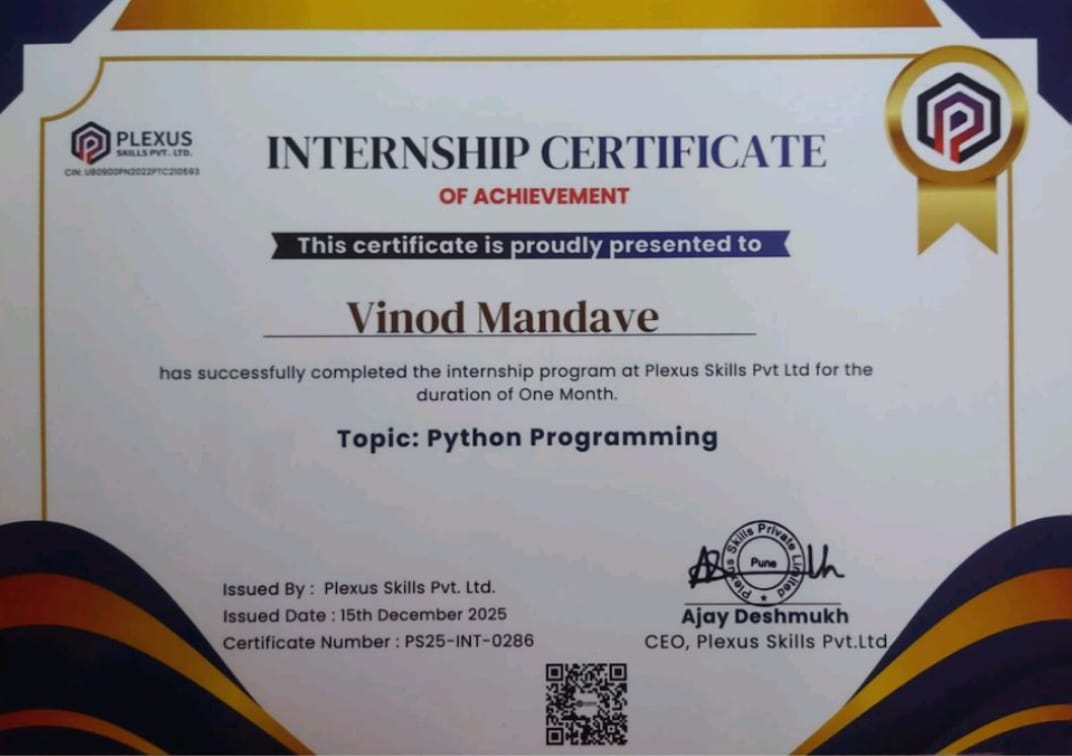 PLEXUS
SKILLS PVT. LTD.
CIN: U80900PN2022PTC210593
INTERNSHIP CERTIFICATE
OF ACHIEVEMENT
This certificate is proudly presented to
Vinod Mandave
has successfully completed the internship program at Plexus Skills Pvt Ltd for the
duration of One Month.
Topic: Python Programming
Issued By : Plexus Skills Pvt. Ltd.
Issued Date : 15th December 2025
Certificate Number : PS25-INT-0286
Plexus Skills Private Limited
Pune
Ajay Deshmukh
CEO, Plexus Skills Pvt.Ltd